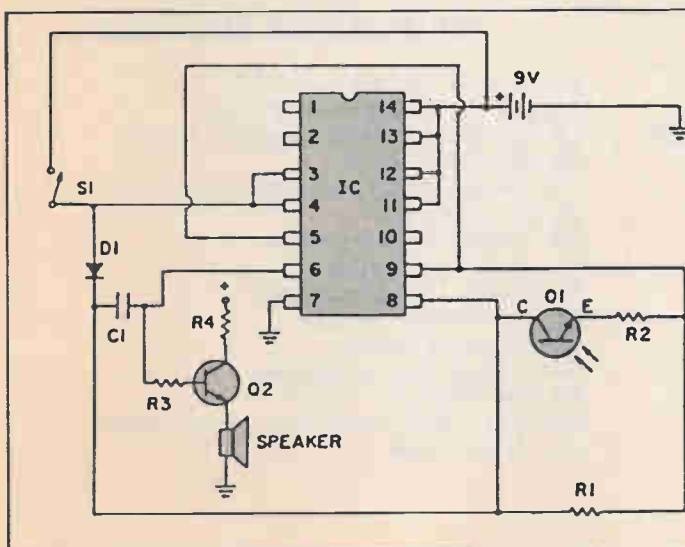 9V
+
1 14
2 13
3 12
IC
S1
4 11
5 10
D1
6 9
7 8
+
C1
R4
C O1 E
R2
R3
Q2
SPEAKER
R1